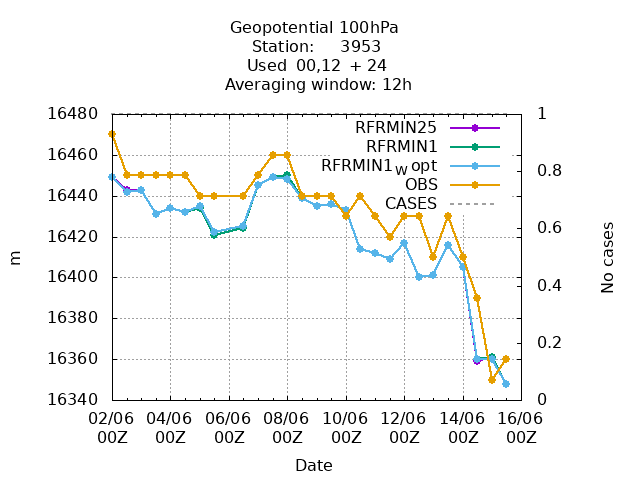 Geopotential 100hPa
Station: 3953
Used 00,12 + 24
Averaging window: 12h
16480
16460
16440
16420
16400
16380
16360
16340
m
1
0.8
0.6
0.4
0.2
0
No cases
RFRMIN25
RFRMIN1
RFRMIN1w opt
OBS
CASES
02/06 04/06 06/06 08/06 10/06 12/06 14/06 16/06
00Z 00Z 00Z 00Z 00Z 00Z 00Z 00Z
Date